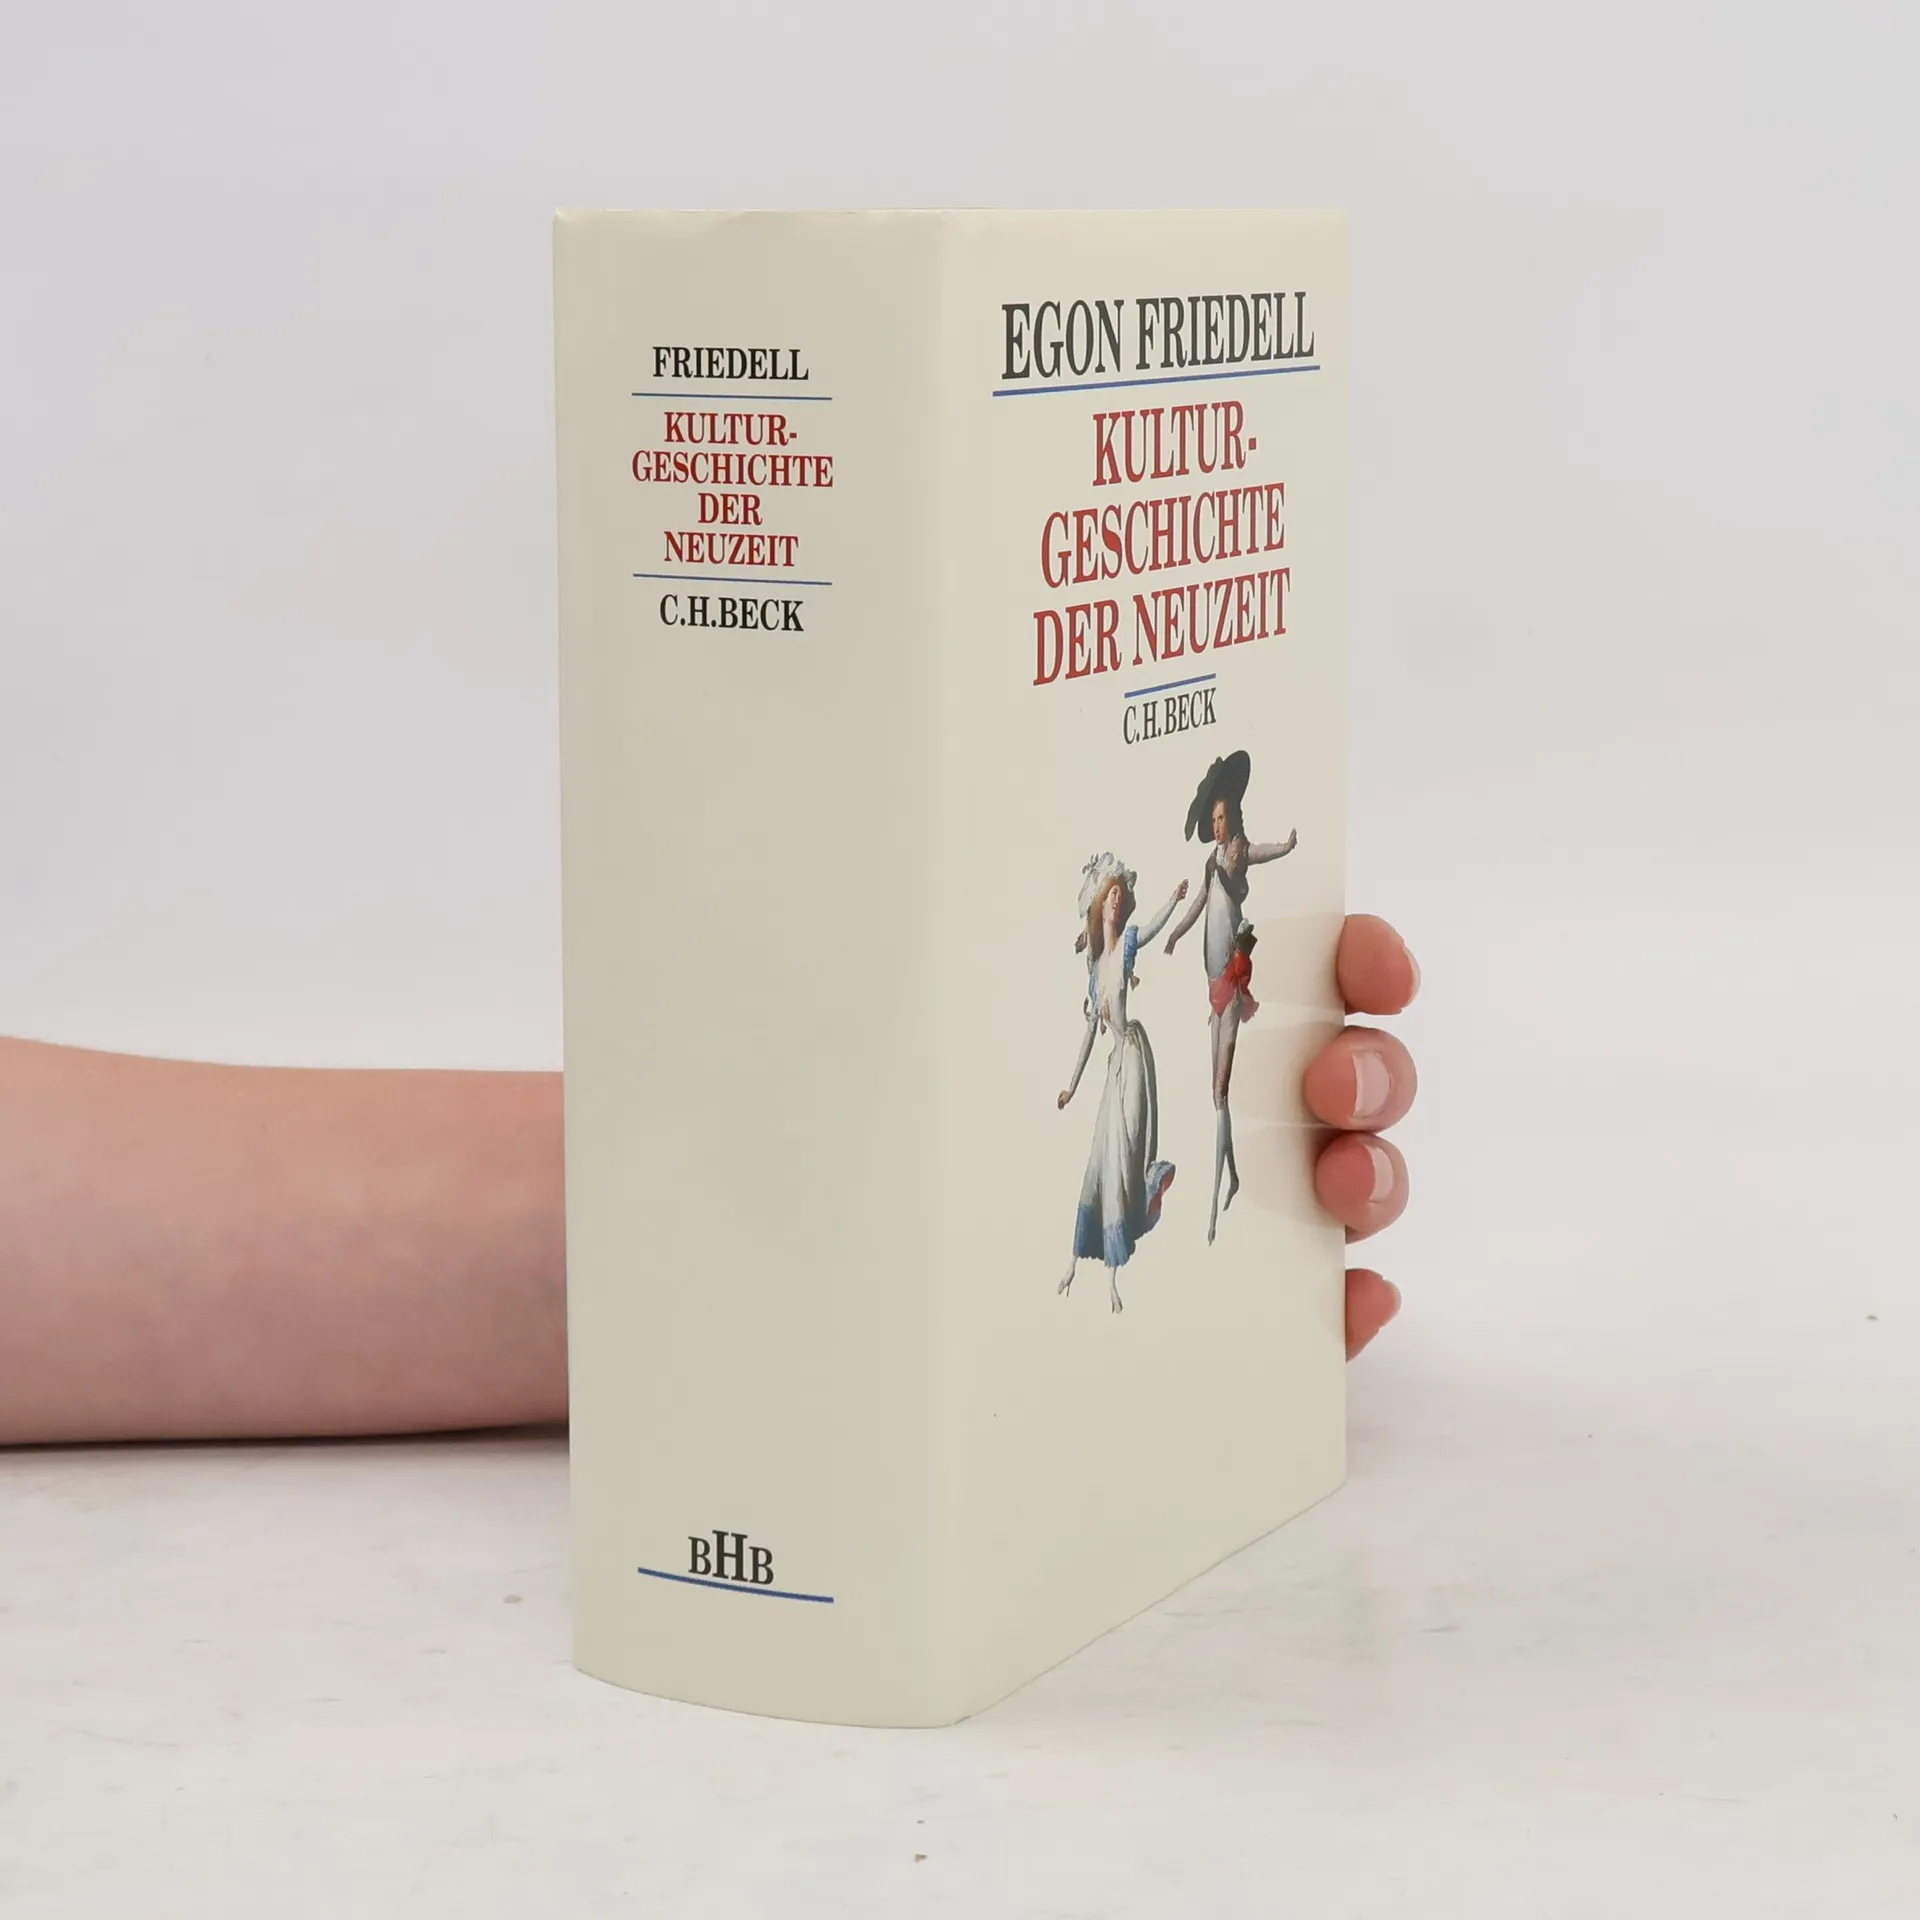 FRIEDELL
KULTUR-
GESCHICHTE
DER
NEUZEIT
C.H.BECK
BHB
EGON FRIEDELL
KULTUR-
GESCHICHTE
DER NEUZEIT
C.H.BECK